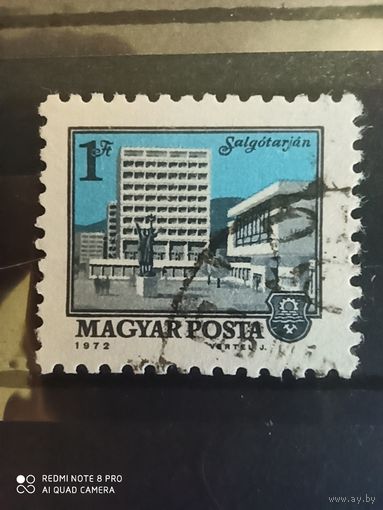 1 Ft
Salgótarján
MAGYAR POSTA
1972
VERTEL J.
REDMI NOTE 8 PRO
AI QUAD CAMERA
www.ay.by